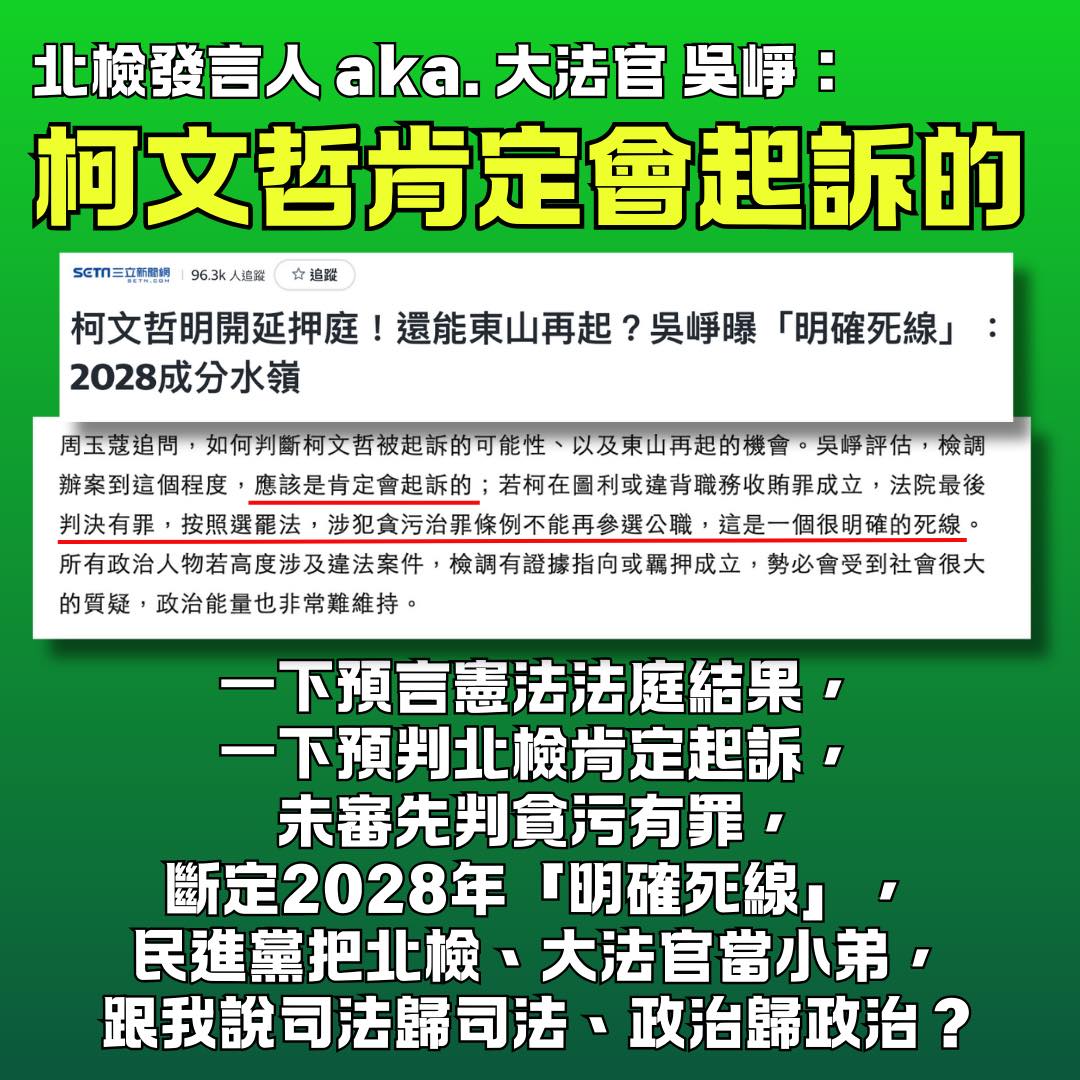 北檢發言人 aka. 大法官 吳崢：
柯文哲肯定會起訴的
SETN三立新聞網 | 96.3k 人追蹤 ☆ 追蹤
SETN.COM
柯文哲明開延押庭！還能東山再起？吳崢曝「明確死線」：
2028成分水嶺
周玉蔻追問，如何判斷柯文哲被起訴的可能性、以及東山再起的機會。吳崢評估，檢調
辦案到這個程度，應該是肯定會起訴的；若柯在圖利或違背職務收賄罪成立，法院最後
判決有罪，按照選罷法，涉犯貪污治罪條例不能再參選公職，這是一個很明確的死線。
所有政治人物若高度涉及違法案件，檢調有證據指向或羈押成立，勢必會受到社會很大
的質疑，政治能量也非常難維持。
一下預言憲法法庭結果，
一下預判北檢肯定起訴，
未審先判貪污有罪，
斷定2028年「明確死線」，
民進黨把北檢、大法官當小弟，
跟我說司法歸司法、政治歸政治？